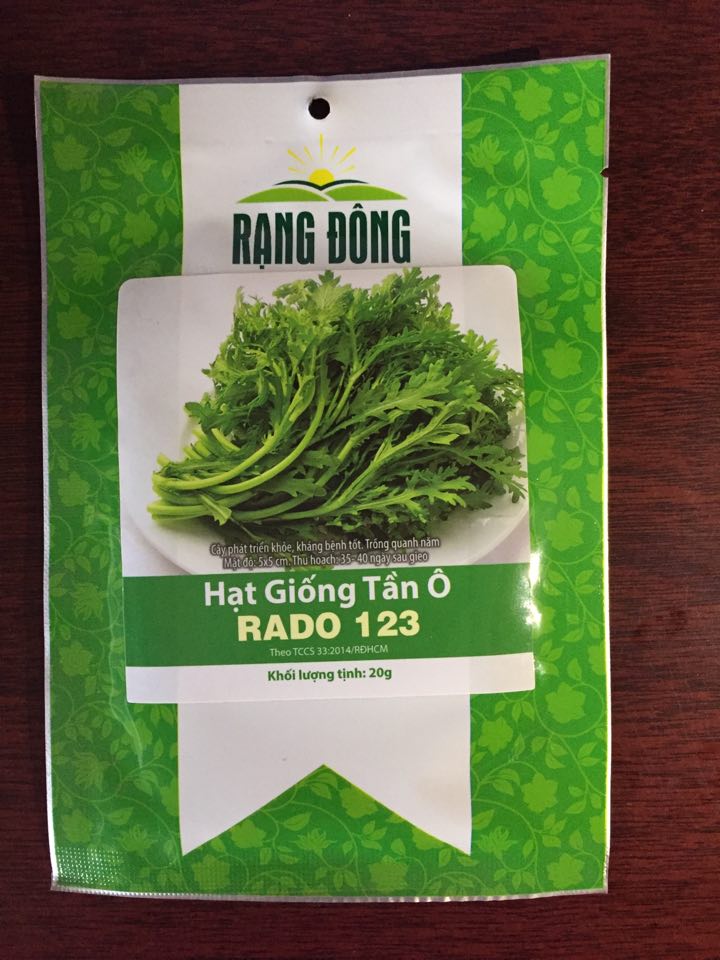 RẠNG ĐÔNG
Cây phát triển khỏe, kháng bệnh tốt. Trồng quanh năm
Mật độ: 5x5 cm. Thu hoạch: 35-40 ngày sau gieo
Hạt Giống Tần Ô
RADO 123
Theo TCCS 33:2014/RĐHCM
Khối lượng tịnh: 20g